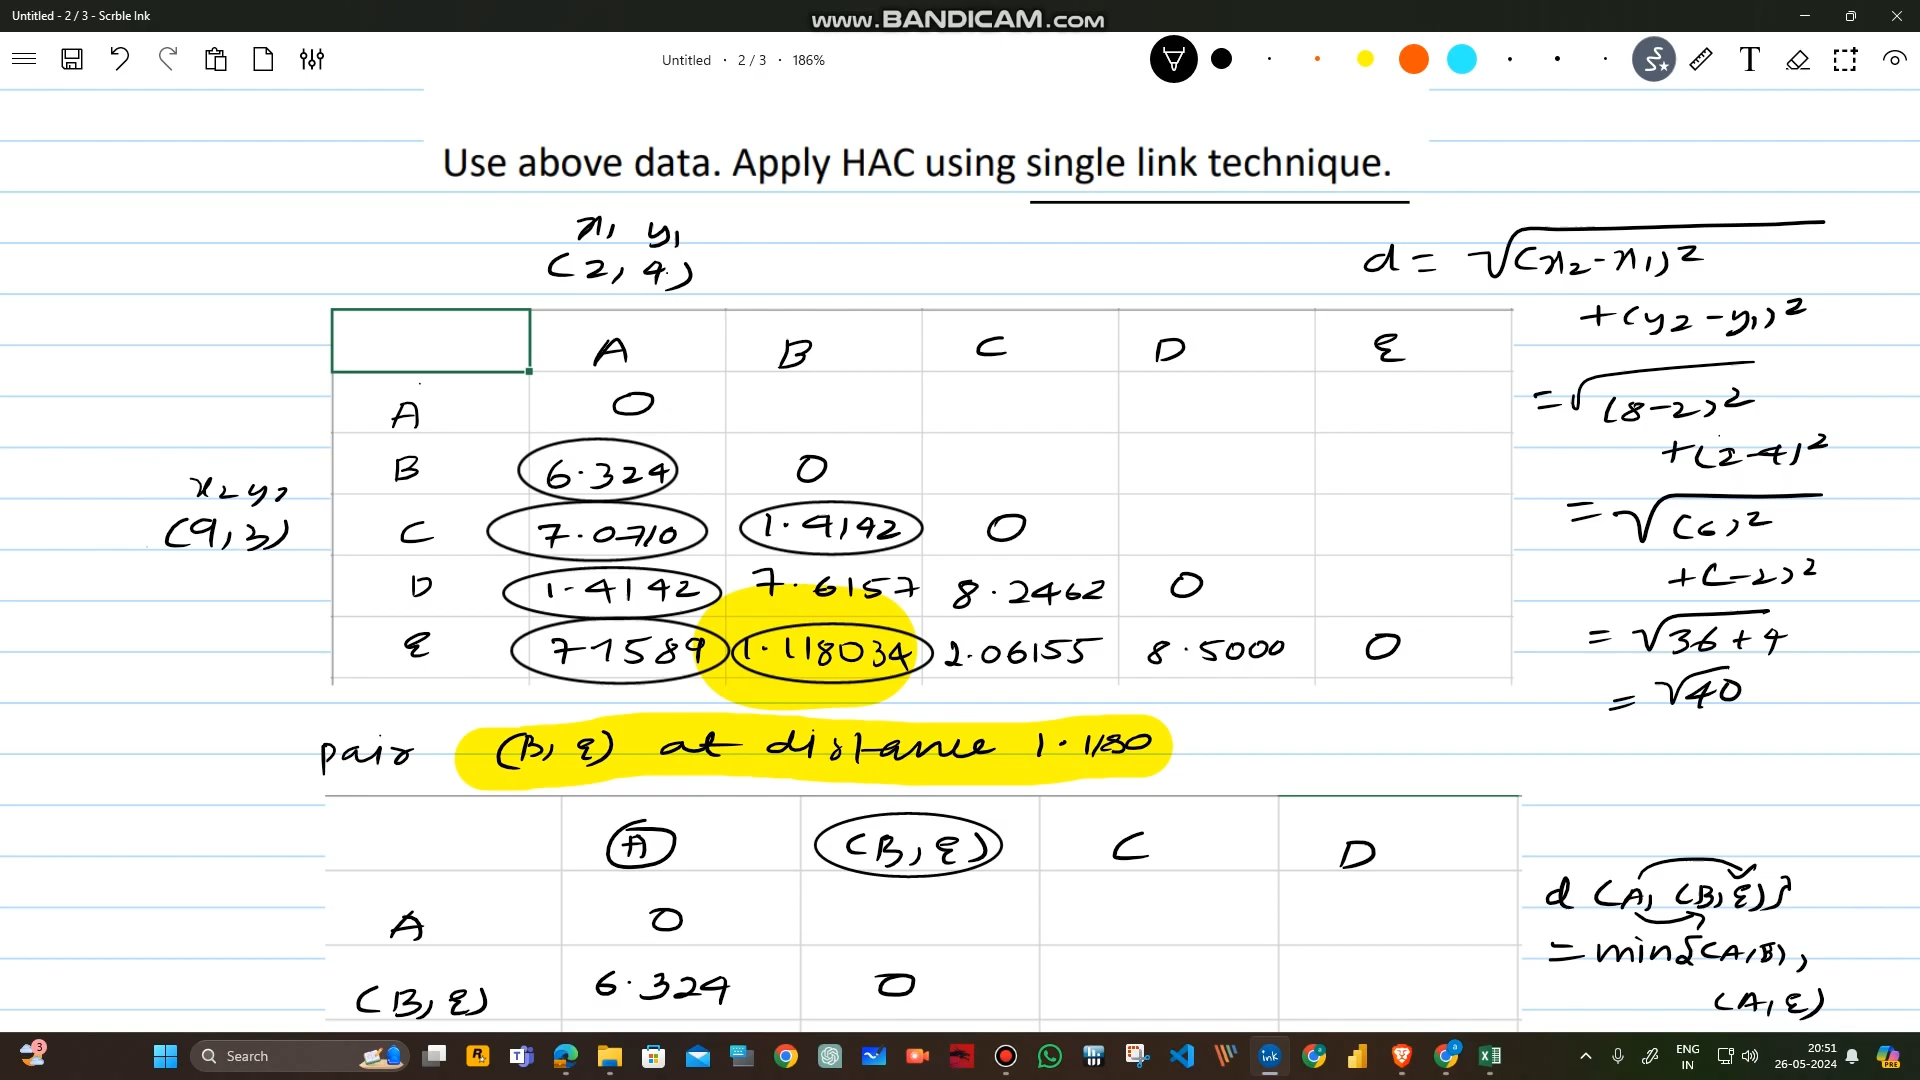 Untitled - 2 / 3 - Scrble Ink
www.BANDICAM.com
Untitled · 2 / 3 · 186%
T
Use above data. Apply HAC using single link technique.
x1 y1
(2, 4)
d = √(x2-x1)²
+(y2-y1)²
= √(8-2)²
+(2-4)²
= √(6)²
+(-2)²
= √36+4
= √40
x2 y2
(9,3)
A B C D E
A 0
B 6.324 0
C 7.0710 1.4142 0
D 1.4142 7.6157 8.2462 0
E 7.1589 1.118034 2.06155 8.5000 0
pair (B, E) at distance 1.1180
A (B, E) C D
A 0
(B, E) 6.324 0
d (A, (B, E)}
= min{(A,B),
(A, E)
3
Search
ENG
IN
20:51
26-05-2024